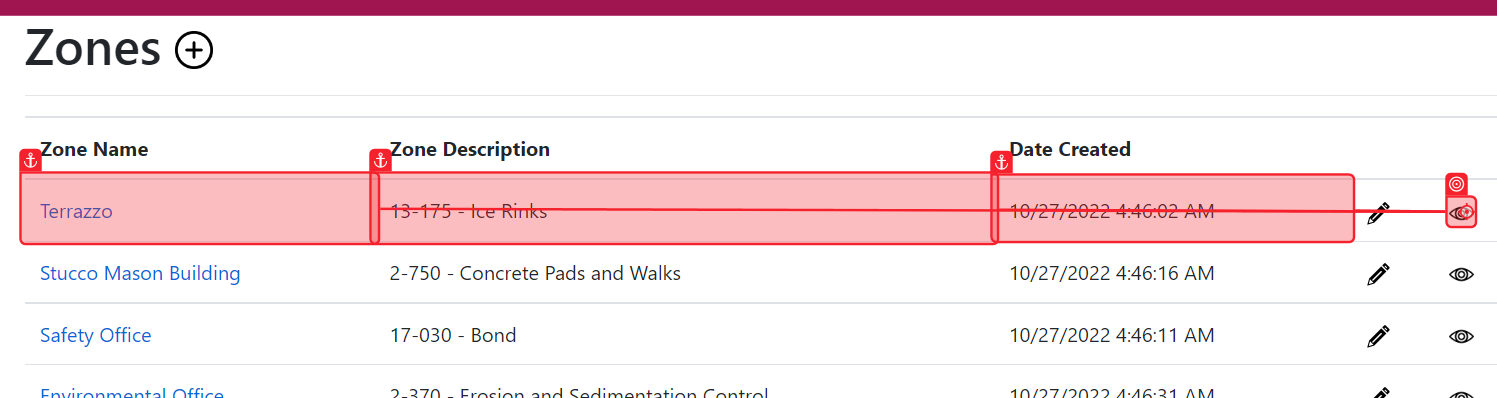 Zones
Zone Name Zone Description Date Created
Terrazzo 13-175 - Ice Rinks 10/27/2022 4:46:02 AM
Stucco Mason Building 2-750 - Concrete Pads and Walks 10/27/2022 4:46:16 AM
Safety Office 17-030 - Bond 10/27/2022 4:46:11 AM
Environmental Office 2-370 - Erosion and Sedimentation Control 10/27/2022 4:46:31 AM